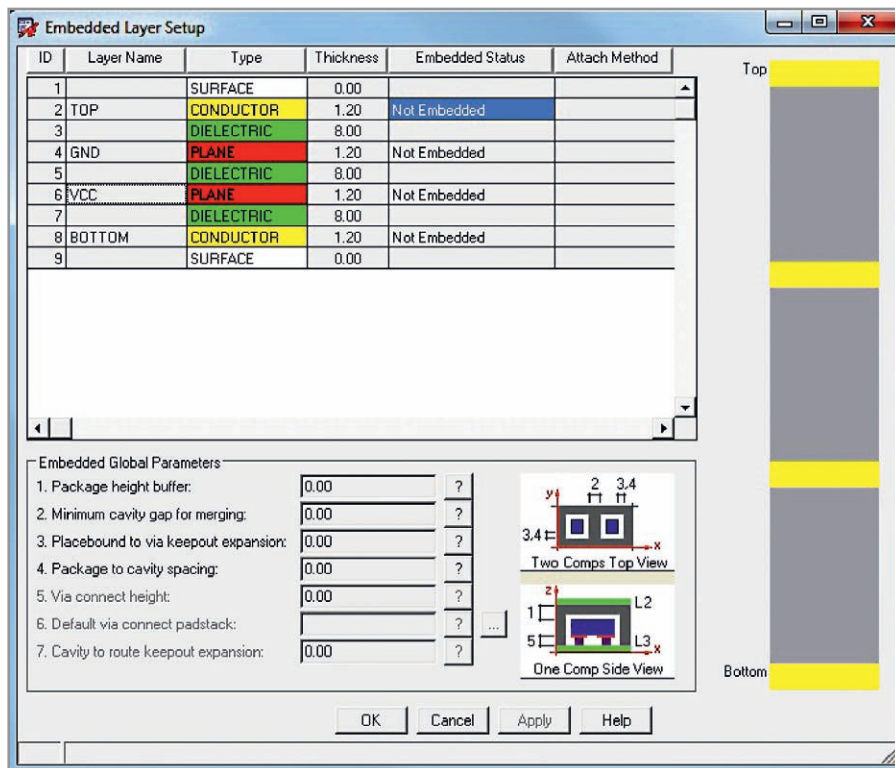 Embedded Layer Setup
ID Layer Name Type Thickness Embedded Status Attach Method
1 SURFACE 0.00
2 TOP CONDUCTOR 1.20 Not Embedded
3 DIELECTRIC 8.00
4 GND PLANE 1.20 Not Embedded
5 DIELECTRIC 8.00
6 VCC PLANE 1.20 Not Embedded
7 DIELECTRIC 8.00
8 BOTTOM CONDUCTOR 1.20 Not Embedded
9 SURFACE 0.00
Top
Bottom
Embedded Global Parameters
1. Package height buffer: 0.00 ?
2. Minimum cavity gap for merging: 0.00 ?
3. Placebound to via keepout expansion: 0.00 ?
4. Package to cavity spacing: 0.00 ?
5. Via connect height: 0.00 ?
6. Default via connect padstack: ? ...
7. Cavity to route keepout expansion: 0.00 ?
y 2 3,4
3,4 x
Two Comps Top View
z L2
1
5 L3 x
One Comp Side View
OK Cancel Apply Help